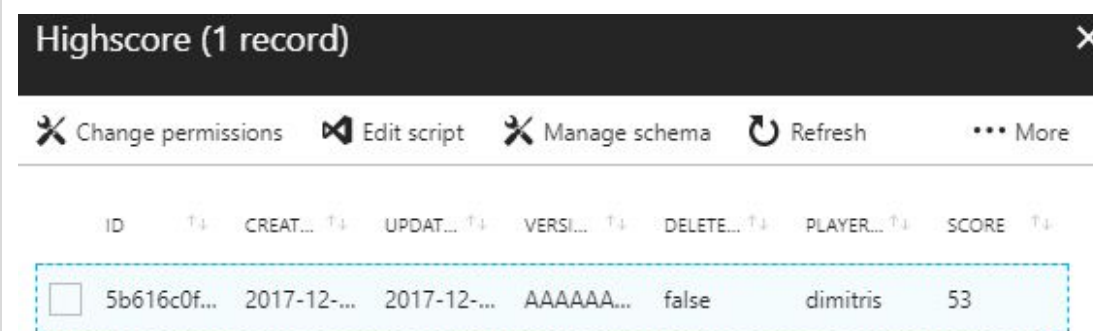 Highscore (1 record)
Change permissions Edit script Manage schema Refresh ••• More
ID CREAT... UPDAT... VERSI... DELETE... PLAYER... SCORE
5b616c0f... 2017-12-... 2017-12-... AAAAAA... false dimitris 53